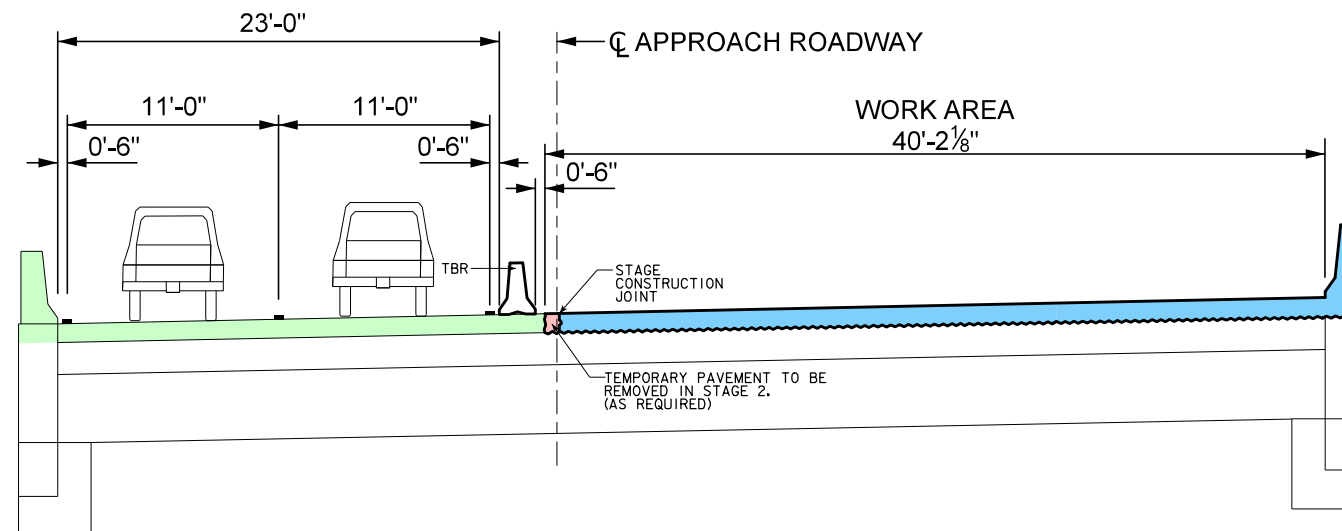 23'-0"
℄ APPROACH ROADWAY
11'-0"
11'-0"
WORK AREA
40'-2⅛"
0'-6"
0'-6"
0'-6"
TBR
STAGE
CONSTRUCTION
JOINT
TEMPORARY PAVEMENT TO BE
REMOVED IN STAGE 2.
(AS REQUIRED)